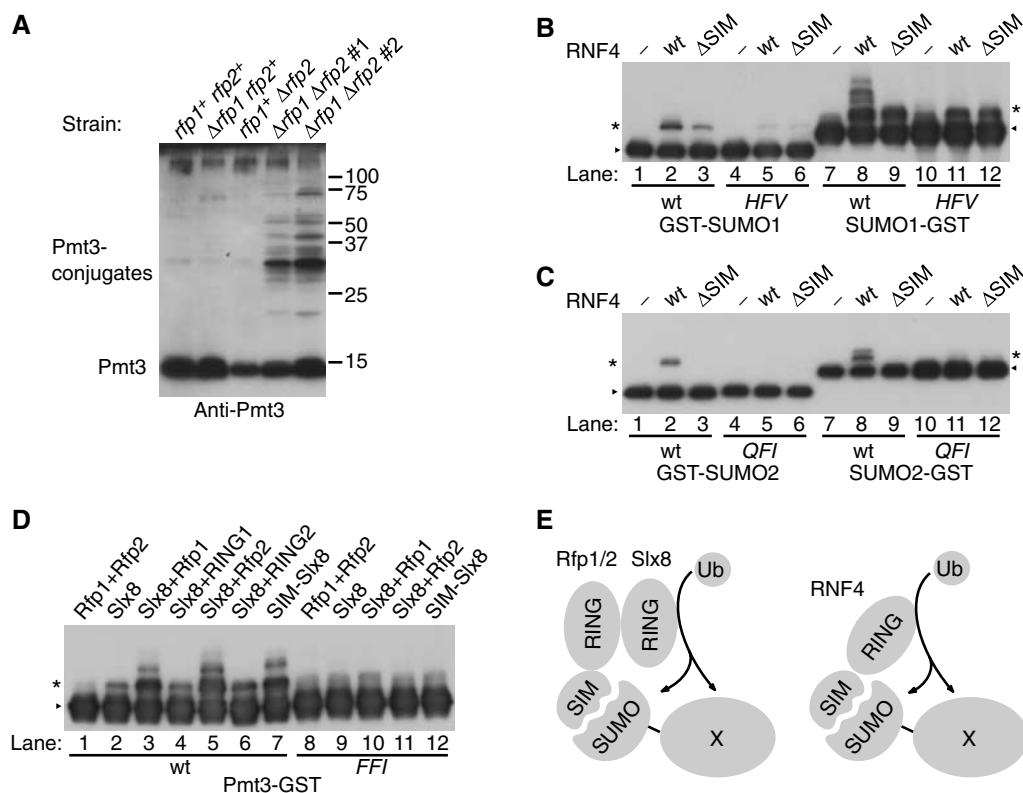 A
Strain:
rfp1+ rfp2+
Δrfp1 rfp2+
rfp1+ Δrfp2
Δrfp1 Δrfp2 #1
Δrfp1 Δrfp2 #2
100
75
50
37
25
15
Pmt3-
conjugates
Pmt3
Anti-Pmt3
B
RNF4 – wt ΔSIM – wt ΔSIM – wt ΔSIM – wt ΔSIM
* *
Lane: 1 2 3 4 5 6 7 8 9 10 11 12
wt HFV wt HFV
GST-SUMO1 SUMO1-GST
C
RNF4 – wt ΔSIM – wt ΔSIM – wt ΔSIM – wt ΔSIM
* *
Lane: 1 2 3 4 5 6 7 8 9 10 11 12
wt QFI wt QFI
GST-SUMO2 SUMO2-GST
D
Rfp1+Rfp2
Slx8
Slx8+Rfp1
Slx8+RING1
Slx8+Rfp2
Slx8+RING2
SIM-Slx8
Rfp1+Rfp2
Slx8
Slx8+Rfp1
Slx8+Rfp2
SIM-Slx8
*
Lane: 1 2 3 4 5 6 7 8 9 10 11 12
wt FFI
Pmt3-GST
E
Rfp1/2 Slx8
Ub
RING
RING
SIM
SUMO
X
RNF4
Ub
RING
SIM
SUMO
X